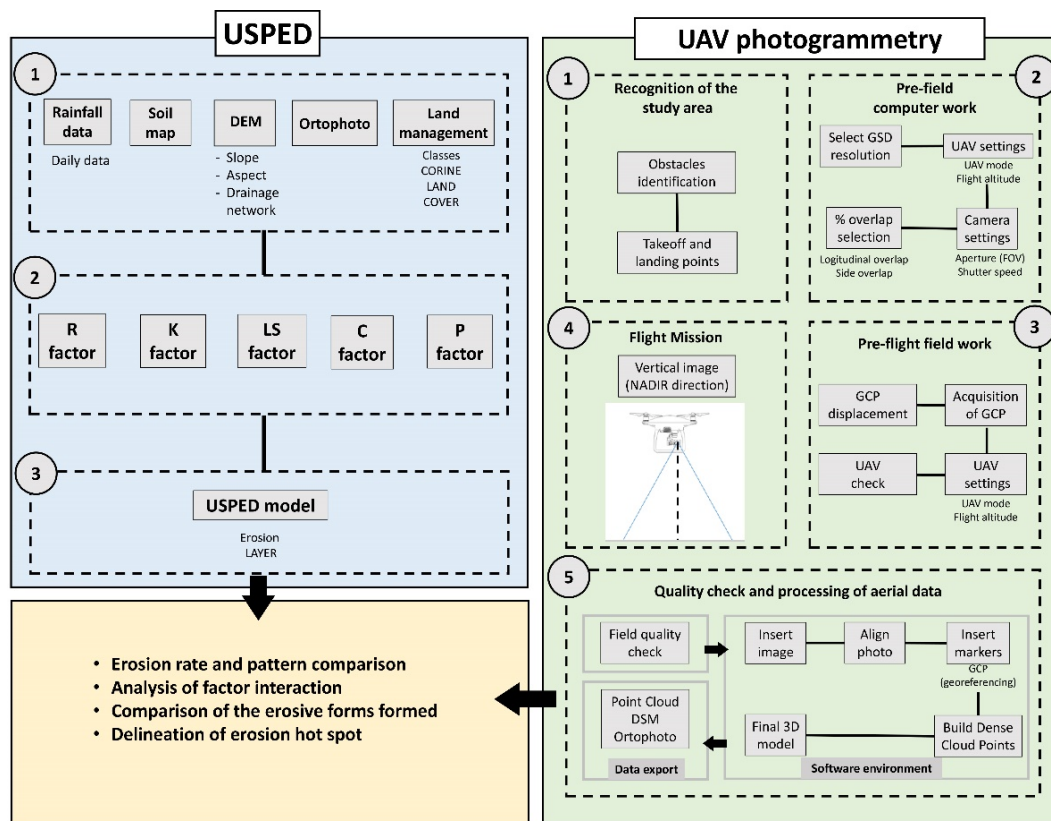 USPED
1
Rainfall
data
Daily data
Soil
map
DEM
- Slope
- Aspect
- Drainage
network
Ortophoto
Land
management
Classes
CORINE
LAND
COVER
2
R
factor
K
factor
LS
factor
C
factor
P
factor
3
USPED model
Erosion
LAYER
• Erosion rate and pattern comparison
• Analysis of factor interaction
• Comparison of the erosive forms formed
• Delineation of erosion hot spot
UAV photogrammetry
1
Recognition of the
study area
Obstacles
identification
Takeoff and
landing points
2
Pre-field
computer work
Select GSD
resolution
UAV settings
UAV mode
Flight altitude
% overlap
selection
Logitudinal overlap
Side overlap
Camera
settings
Aperture (FOV)
Shutter speed
4
Flight Mission
Vertical image
(NADIR direction)
3
Pre-flight field work
GCP
displacement
Acquisition
of GCP
UAV
check
UAV
settings
UAV mode
Flight altitude
5
Quality check and processing of aerial data
Field quality
check
Insert
image
Align
photo
Insert
markers
GCP
(georeferencing)
Point Cloud
DSM
Ortophoto
Data export
Final 3D
model
Build Dense
Cloud Points
Software environment